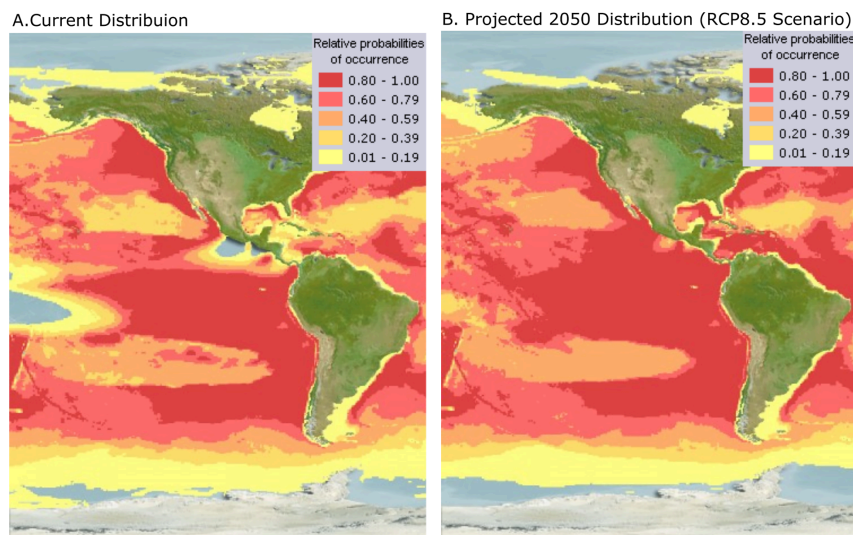 A.Current Distribuion
Relative probabilities
of occurrence
0.80 - 1.00
0.60 - 0.79
0.40 - 0.59
0.20 - 0.39
0.01 - 0.19
B. Projected 2050 Distribution (RCP8.5 Scenario)
Relative probabilities
of occurrence
0.80 - 1.00
0.60 - 0.79
0.40 - 0.59
0.20 - 0.39
0.01 - 0.19